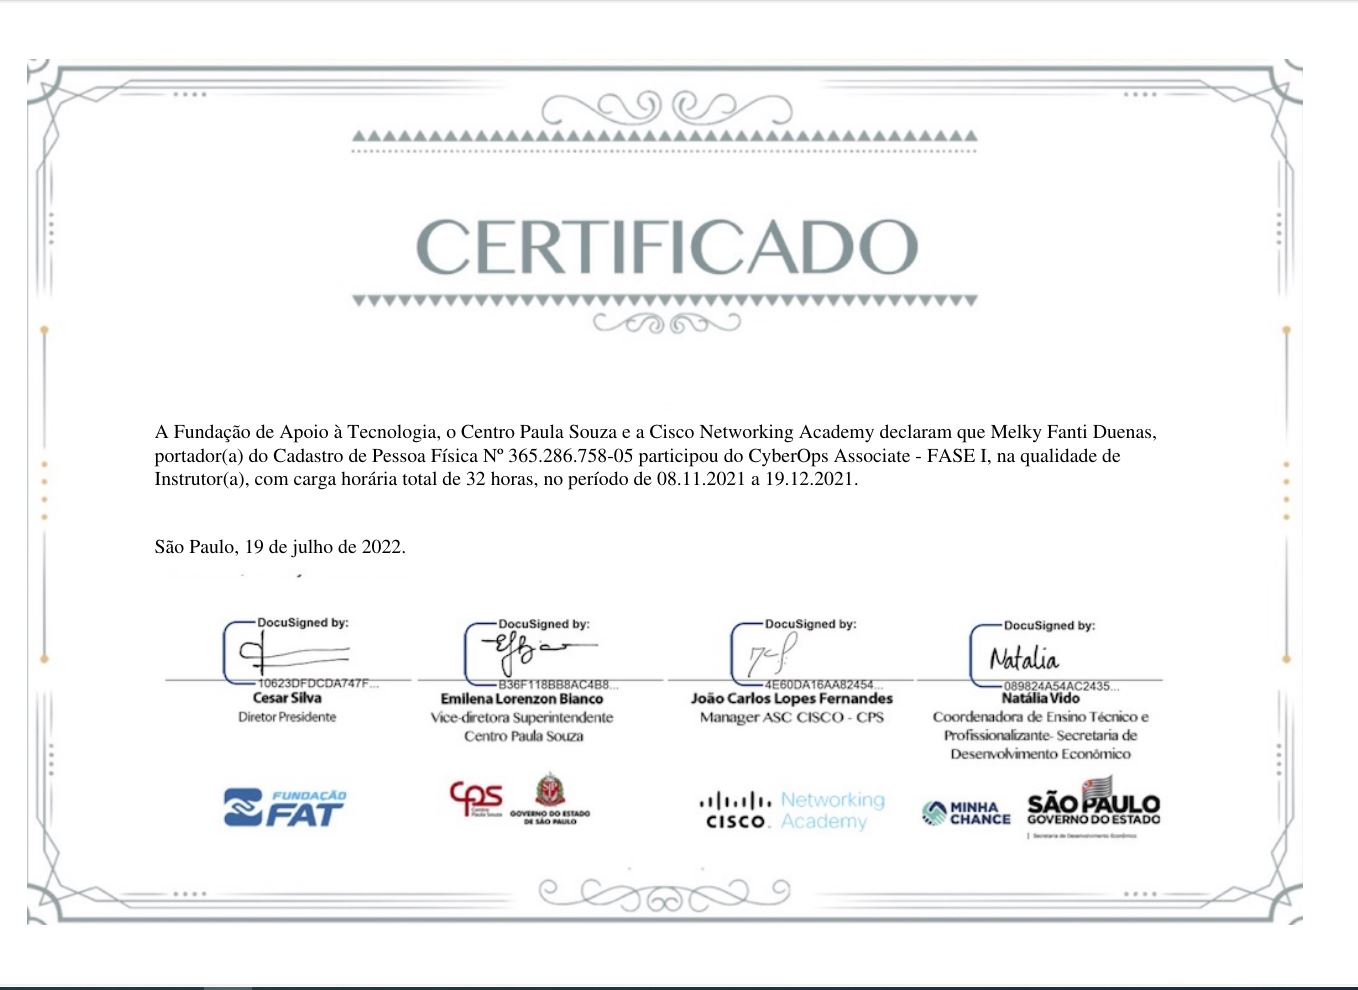 CERTIFICADO
A Fundação de Apoio à Tecnologia, o Centro Paula Souza e a Cisco Networking Academy declaram que Melky Fanti Duenas,
portador(a) do Cadastro de Pessoa Física Nº 365.286.758-05 participou do CyberOps Associate - FASE I, na qualidade de
Instrutor(a), com carga horária total de 32 horas, no período de 08.11.2021 a 19.12.2021.
São Paulo, 19 de julho de 2022.
DocuSigned by:
10623DFDCDA747F...
Cesar Silva
Diretor Presidente
DocuSigned by:
B36F118BB8AC4B8...
Emilena Lorenzon Bianco
Vice-diretora Superintendente
Centro Paula Souza
DocuSigned by:
4E60DA16AA82454...
João Carlos Lopes Fernandes
Manager ASC CISCO - CPS
DocuSigned by:
Natalia
089824A54AC2435...
Natália Vido
Coordenadora de Ensino Técnico e
Profissionalizante- Secretaria de
Desenvolvimento Econômico
FUNDAÇÃO
FAT
CPS
Centro
Paula Souza
GOVERNO DO ESTADO
DE SÃO PAULO
CISCO
Networking
Academy
MINHA
CHANCE
SÃO PAULO
GOVERNO DO ESTADO
Secretaria de Desenvolvimento Econômico